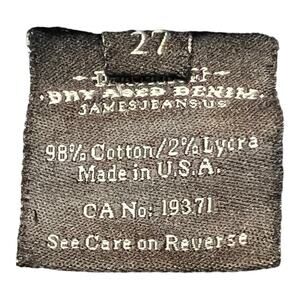 27
DRY AGED DENIM
JAMESJEANS.US
98% Cotton/2% Lycra
Made in U.S.A.
CA No: 19371
See Care on Reverse